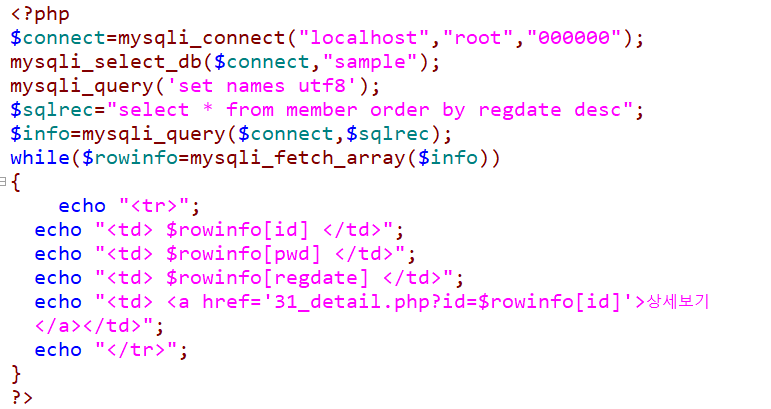 <?php
$connect=mysqli_connect("localhost","root","000000");
mysqli_select_db($connect,"sample");
mysqli_query('set names utf8');
$sqlrec="select * from member order by regdate desc";
$info=mysqli_query($connect,$sqlrec);
while($rowinfo=mysqli_fetch_array($info))
{
    echo "<tr>";
  echo "<td> $rowinfo[id] </td>";
  echo "<td> $rowinfo[pwd] </td>";
  echo "<td> $rowinfo[regdate] </td>";
  echo "<td> <a href='31_detail.php?id=$rowinfo[id]'>상세보기
  </a></td>";
  echo "</tr>";
}
?>